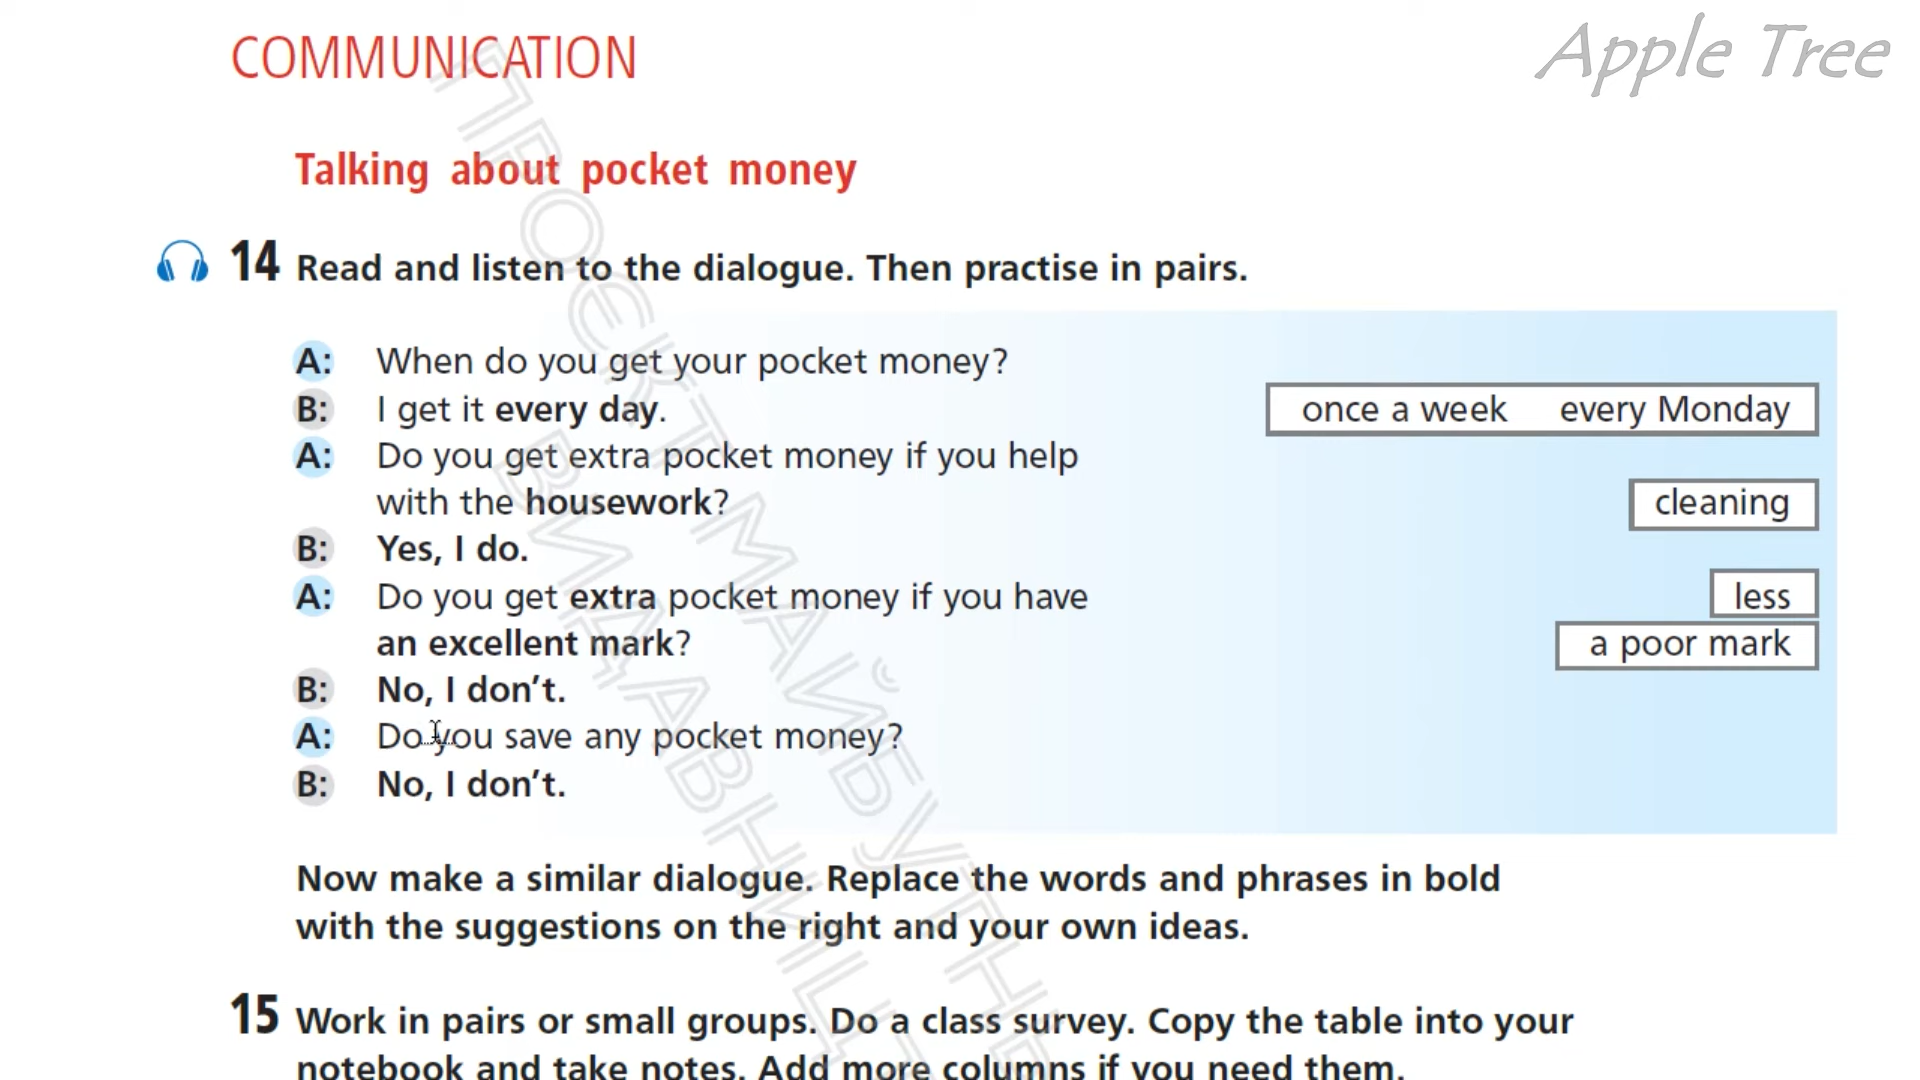 COMMUNICATION
Apple Tree
Talking about pocket money
14 Read and listen to the dialogue. Then practise in pairs.
A: When do you get your pocket money?
B: I get it every day. once a week every Monday
A: Do you get extra pocket money if you help
with the housework? cleaning
B: Yes, I do.
A: Do you get extra pocket money if you have less
an excellent mark? a poor mark
B: No, I don't.
A: Do you save any pocket money?
B: No, I don't.
Now make a similar dialogue. Replace the words and phrases in bold
with the suggestions on the right and your own ideas.
15 Work in pairs or small groups. Do a class survey. Copy the table into your
notebook and take notes. Add more columns if you need them.
ПРОЄКТ МАЙБУТНЄ
ВИДАВНИЦ